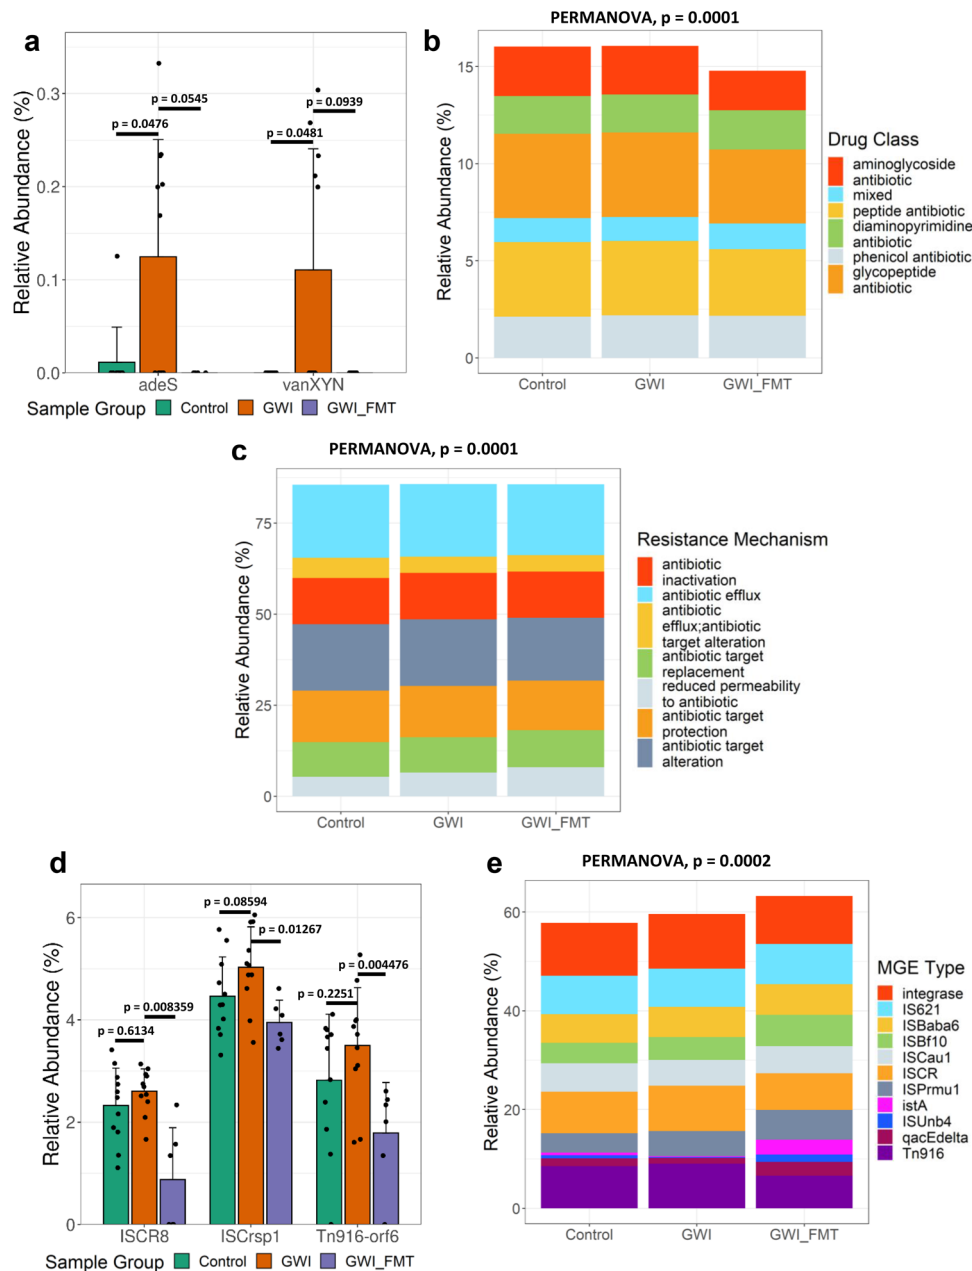 a
Relative Abundance (%)
0.3
0.2
0.1
0.0
p = 0.0545
p = 0.0476
p = 0.0939
p = 0.0481
adeS
vanXYN
Sample Group
Control
GWI
GWI_FMT
PERMANOVA, p = 0.0001
b
Relative Abundance (%)
15
10
5
0
Control
GWI
GWI_FMT
Drug Class
aminoglycoside
antibiotic
mixed
peptide antibiotic
diaminopyrimidine
antibiotic
phenicol antibiotic
glycopeptide
antibiotic
PERMANOVA, p = 0.0001
c
Relative Abundance (%)
75
50
25
0
Control
GWI
GWI_FMT
Resistance Mechanism
antibiotic
inactivation
antibiotic efflux
antibiotic
efflux;antibiotic
target alteration
antibiotic target
replacement
reduced permeability
to antibiotic
antibiotic target
protection
antibiotic target
alteration
d
Relative Abundance (%)
6
4
2
0
p = 0.08594
p = 0.01267
p = 0.004476
p = 0.2251
p = 0.008359
p = 0.6134
ISCR8
ISCrsp1
Tn916-orf6
Sample Group
Control
GWI
GWI_FMT
PERMANOVA, p = 0.0002
e
Relative Abundance (%)
60
40
20
0
Control
GWI
GWI_FMT
MGE Type
integrase
IS621
ISBaba6
ISBf10
ISCau1
ISCR
ISPrmu1
istA
ISUnb4
qacEdelta
Tn916